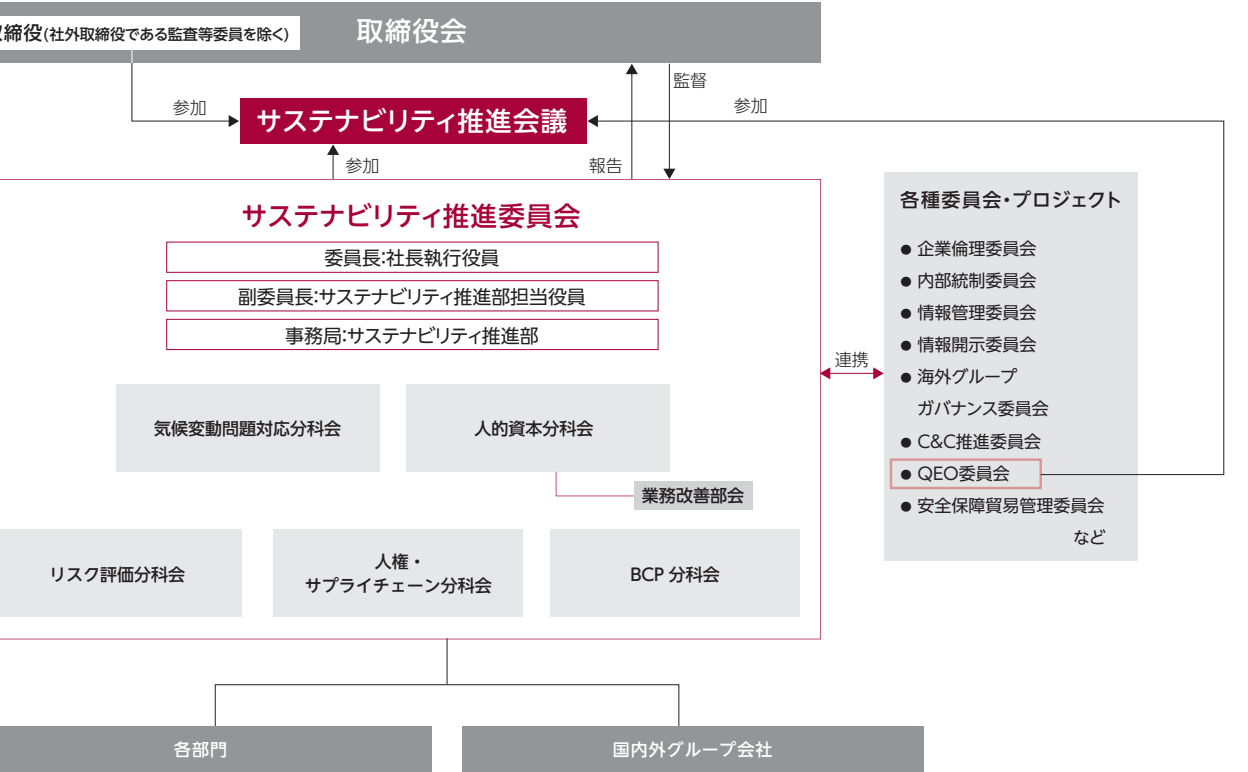 締役(社外取締役である監査等委員を除く)
取締役会
監督
参加
参加
サステナビリティ推進会議
参加
報告
サステナビリティ推進委員会
委員長:社長執行役員
副委員長:サステナビリティ推進部担当役員
事務局:サステナビリティ推進部
気候変動問題対応分科会
人的資本分科会
業務改善部会
リスク評価分科会
人権・
サプライチェーン分科会
BCP 分科会
連携
各種委員会・プロジェクト
● 企業倫理委員会
● 内部統制委員会
● 情報管理委員会
● 情報開示委員会
● 海外グループ
ガバナンス委員会
● C&C推進委員会
● QEO委員会
● 安全保障貿易管理委員会
など
各部門
国内外グループ会社